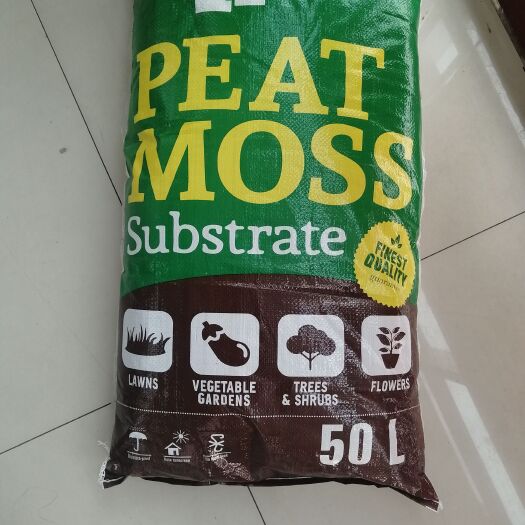 PEAT
MOSS
Substrate
FINEST
QUALITY
LAWNS
VEGETABLE
GARDENS
TREES
& SHRUBS
FLOWERS
50 L